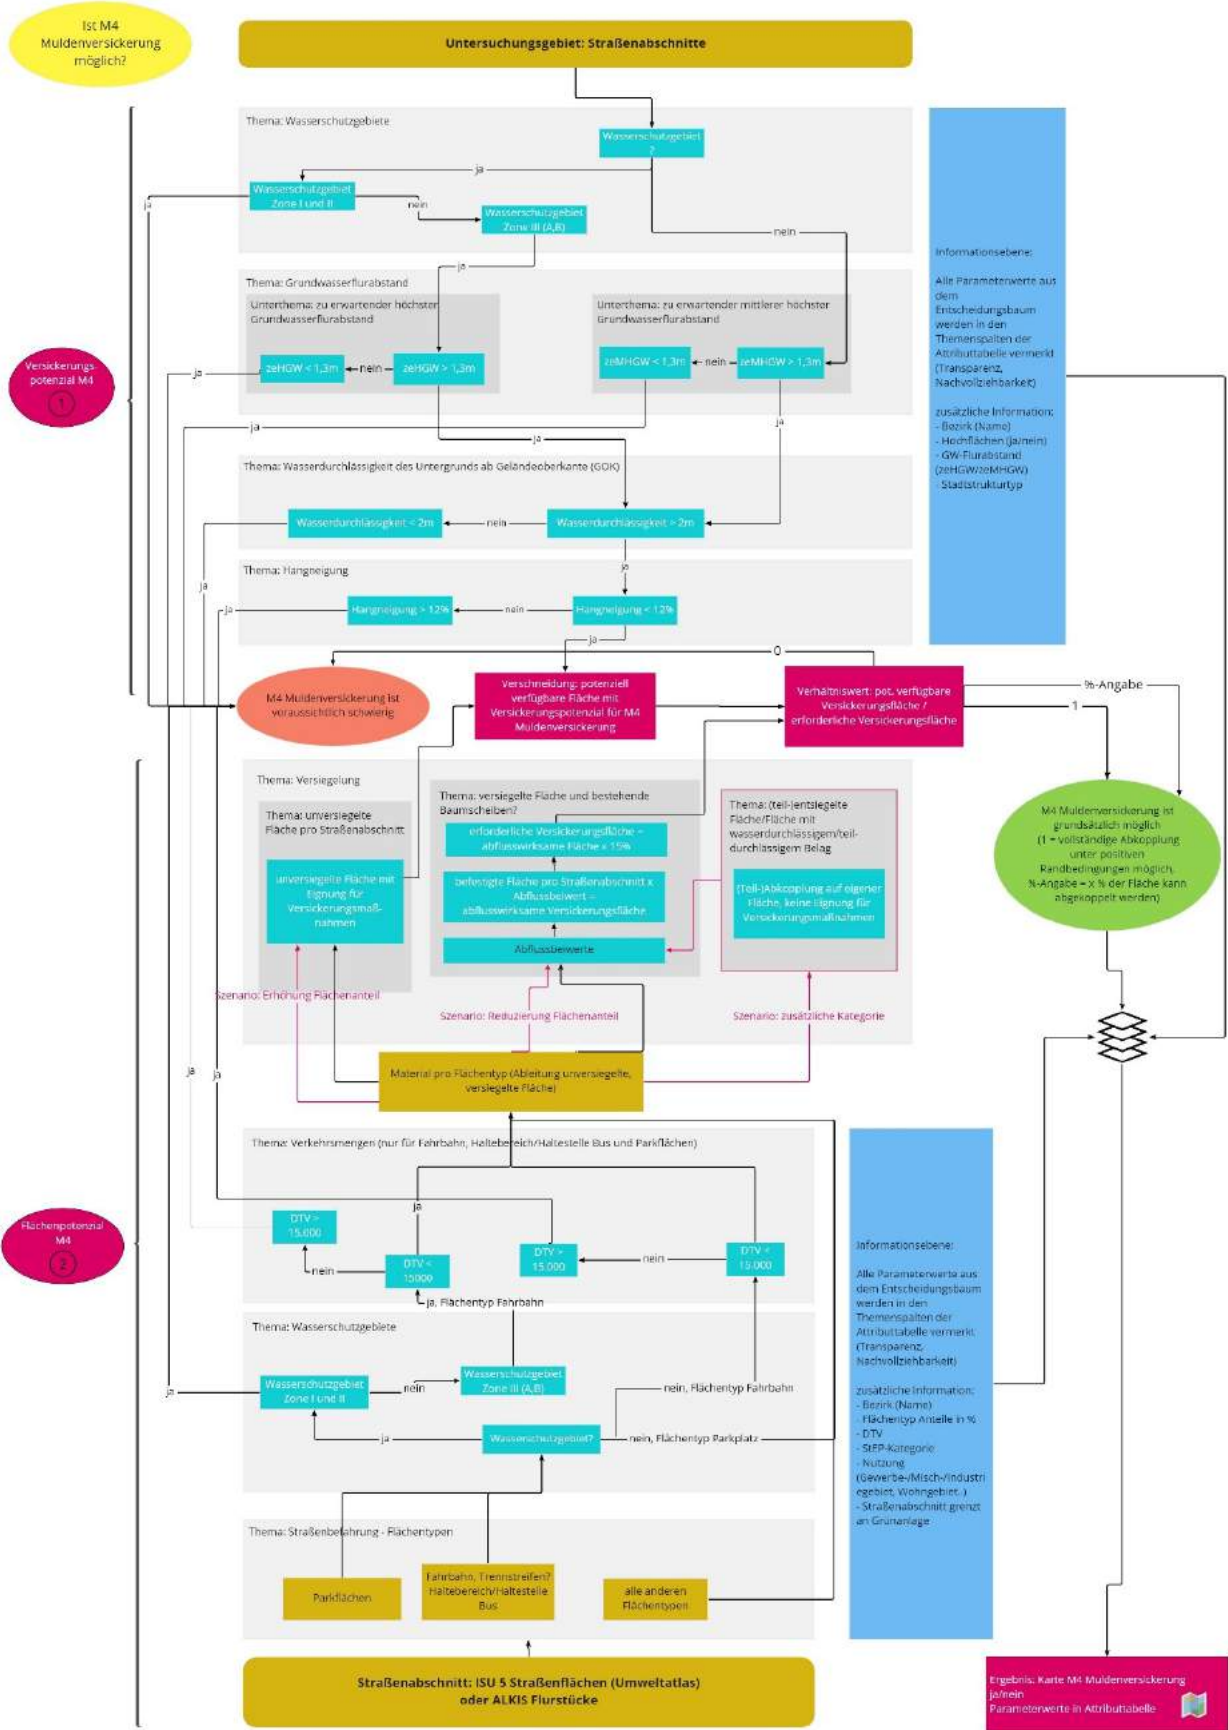 Ist M4
Muldenversickerung
möglich?
Untersuchungsgebiet: Straßenabschnitte
Thema: Wasserschutzgebiete
Wasserschutzgebiet
?
ja
Wasserschutzgebiet
Zone I und II
nein
Wasserschutzgebiet
Zone III (A,B)
nein
ja
ja
Thema: Grundwasserflurabstand
Unterthema: zu erwartender höchster
Grundwasserflurabstand
Unterthema: zu erwartender mittlerer höchster
Grundwasserflurabstand
zeHGW < 1,3m
nein
zeHGW > 1,3m
zeMHGW < 1,3m
nein
zeMHGW > 1,3m
ja
ja
ja
ja
Versickerungs-
potenzial M4
1
Thema: Wasserdurchlässigkeit des Untergrunds ab Geländeoberkante (GOK)
Wasserdurchlässigkeit < 2m
nein
Wasserdurchlässigkeit > 2m
ja
ja
Thema: Hangneigung
Hangneigung > 12%
nein
Hangneigung < 12%
ja
ja
Informationsebene:
Alle Parameterwerte aus
dem
Entscheidungsbaum
werden in den
Themenspalten der
Attributtabelle vermerkt
(Transparenz,
Nachvollziehbarkeit)
zusätzliche Information:
- Bezirk (Name)
- Hochflächen (ja/nein)
- GW-Flurabstand
(zeHGW/zeMHGW)
- Stadtstrukturtyp
0
M4 Muldenversickerung ist
voraussichtlich schwierig
Verschneidung: potenziell
verfügbare Fläche mit
Versickerungspotenzial für M4
Muldenversickerung
Verhältniswert: pot. verfügbare
Versickerungsfläche /
erforderliche Versickerungsfläche
%-Angabe
1
M4 Muldenversickerung ist
grundsätzlich möglich
(1 = vollständige Abkopplung
unter positiven
Randbedingungen möglich,
%-Angabe = x % der Fläche kann
abgekoppelt werden)
Thema: Versiegelung
Thema: unversiegelte
Fläche pro Straßenabschnitt
unversiegelte Fläche mit
Eignung für
Versickerungsmaß-
nahmen
Thema: versiegelte Fläche und bestehende
Baumscheiben?
erforderliche Versickerungsfläche =
abflusswirksame Fläche x 15%
befestigte Fläche pro Straßenabschnitt x
Abflussbeiwert =
abflusswirksame Versickerungsfläche
Abflussbeiwerte
Thema: (teil-)entsiegelte
Fläche/Fläche mit
wasserdurchlässigem/teil-
durchlässigem Belag
(Teil-)Abkopplung auf eigener
Fläche, keine Eignung für
Versickerungsmaßnahmen
Szenario: Erhöhung Flächenanteil
Szenario: Reduzierung Flächenanteil
Szenario: zusätzliche Kategorie
Material pro Flächentyp (Ableitung unversiegelte,
versiegelte Fläche)
ja
ja
Thema: Verkehrsmengen (nur für Fahrbahn, Haltebereich/Haltestelle Bus und Parkflächen)
ja
DTV >
15.000
nein
DTV <
15000
DTV >
15.000
nein
DTV <
15.000
ja, Flächentyp Fahrbahn
Flächenpotenzial
M4
2
Thema: Wasserschutzgebiete
Wasserschutzgebiet
Zone I und II
nein
Wasserschutzgebiet
Zone III (A,B)
nein, Flächentyp Fahrbahn
ja
ja
Wasserschutzgebiet?
nein, Flächentyp Parkplatz
Thema: Straßenbefahrung - Flächentypen
Parkflächen
Fahrbahn, Trennstreifen?
Haltebereich/Haltestelle
Bus
alle anderen
Flächentypen
Informationsebene:
Alle Parameterwerte aus
dem Entscheidungsbaum
werden in den
Themenspalten der
Attributtabelle vermerkt
(Transparenz,
Nachvollziehbarkeit)
zusätzliche Information:
- Bezirk (Name)
- Flächentyp Anteile in %
- DTV
- StEP-Kategorie
- Nutzung
(Gewerbe-/Misch-/Industri
egebiet, Wohngebiet..)
- Straßenabschnitt grenzt
an Grünanlage
Straßenabschnitt: ISU 5 Straßenflächen (Umweltatlas)
oder ALKIS Flurstücke
Ergebnis: Karte M4 Muldenversickerung
ja/nein
Parameterwerte in Attributtabelle